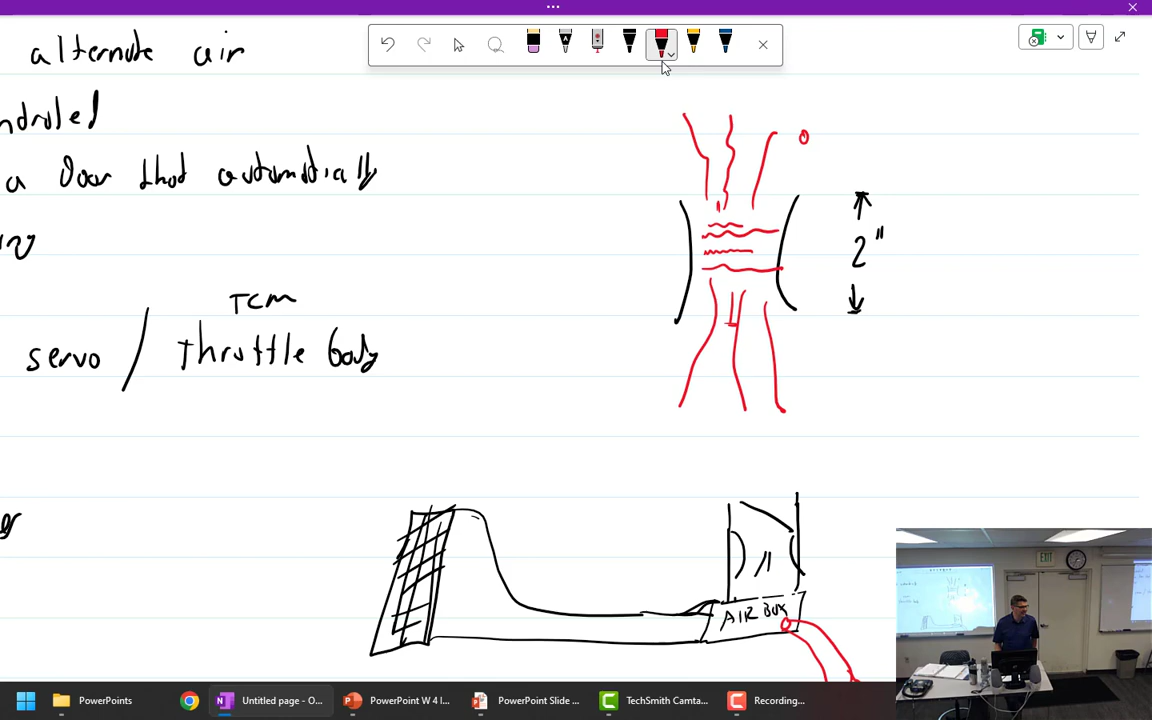 alternate air
ndroled
a Door that automatically
TCM
servo / throttle body
2"
AIR BOX
EXIT
PowerPoints
Untitled page - O...
PowerPoint W 4 l...
PowerPoint Slide ...
TechSmith Camta...
Recording...